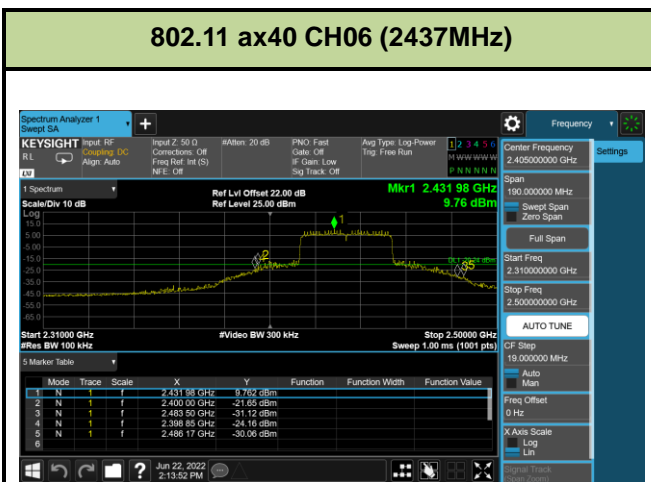 802.11 ax40 CH06 (2437MHz)
Spectrum Analyzer 1
Swept SA
+
Frequency
KEYSIGHT
RL
LXI
Input: RF
Coupling: DC
Align: Auto
Input Z: 50 Ω
Corrections: Off
Freq Ref: Int (S)
NFE: Off
#Atten: 20 dB
PNO: Fast
Gate: Off
IF Gain: Low
Sig Track: Off
Avg Type: Log-Power
Trig: Free Run
1 2 3 4 5 6
M W W W W W
P N N N N N
1 Spectrum
Scale/Div 10 dB
Ref Lvl Offset 22.00 dB
Ref Level 25.00 dBm
Mkr1 2.431 98 GHz
9.76 dBm
Log
15.0
5.00
-5.00
-15.0
-25.0
-35.0
-45.0
-55.0
-65.0
1
2
3
5
Start 2.31000 GHz
#Res BW 100 kHz
#Video BW 300 kHz
Stop 2.50000 GHz
Sweep 1.00 ms (1001 pts)
5 Marker Table
Mode Trace Scale X Y Function Function Width Function Value
1 N 1 f 2.431 98 GHz 9.762 dBm
2 N 1 f 2.400 00 GHz -21.65 dBm
3 N 1 f 2.483 50 GHz -31.12 dBm
4 N 1 f 2.398 85 GHz -24.16 dBm
5 N 1 f 2.486 17 GHz -30.06 dBm
6
?
Jun 22, 2022
2:13:52 PM
Center Frequency
2.405000000 GHz
Span
190.000000 MHz
Swept Span
Zero Span
Full Span
Start Freq
2.310000000 GHz
Stop Freq
2.500000000 GHz
AUTO TUNE
CF Step
19.000000 MHz
Auto
Man
Freq Offset
0 Hz
X Axis Scale
Log
Lin
Signal Track
(Span Zoom)
Settings